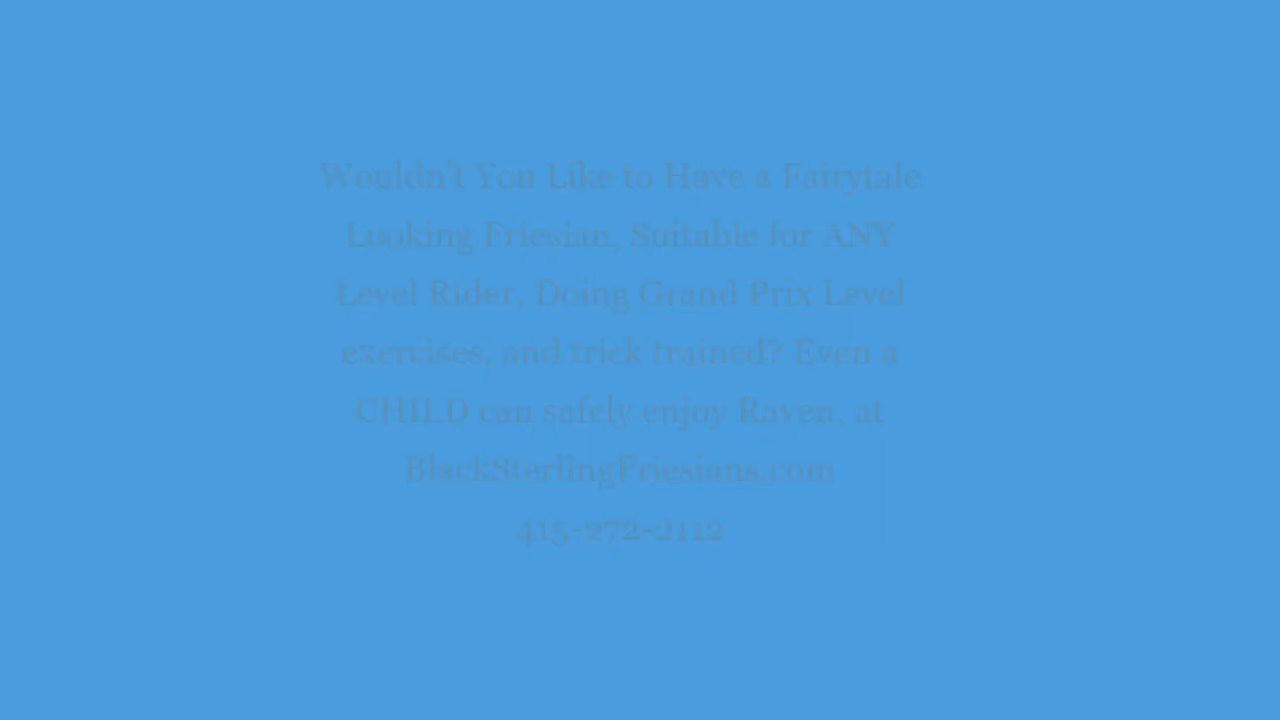 Wouldn't You Like to Have a Fairytale
Looking Friesian, Suitable for ANY
Level Rider, Doing Grand Prix Level
exercises, and trick trained? Even a
CHILD can safely enjoy Raven, at
BlackSterlingFriesians.com
415-272-2112